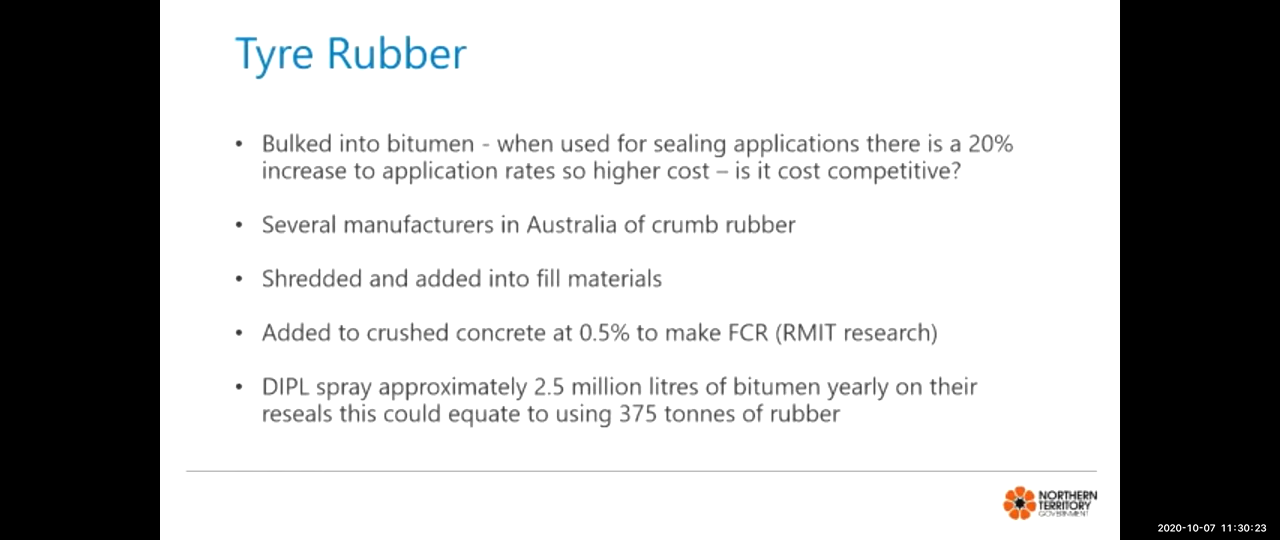 Tyre Rubber
• Bulked into bitumen - when used for sealing applications there is a 20%
increase to application rates so higher cost – is it cost competitive?
• Several manufacturers in Australia of crumb rubber
• Shredded and added into fill materials
• Added to crushed concrete at 0.5% to make FCR (RMIT research)
• DIPL spray approximately 2.5 million litres of bitumen yearly on their
reseals this could equate to using 375 tonnes of rubber
NORTHERN
TERRITORY
GOVERNMENT
2020-10-07 11:30:23